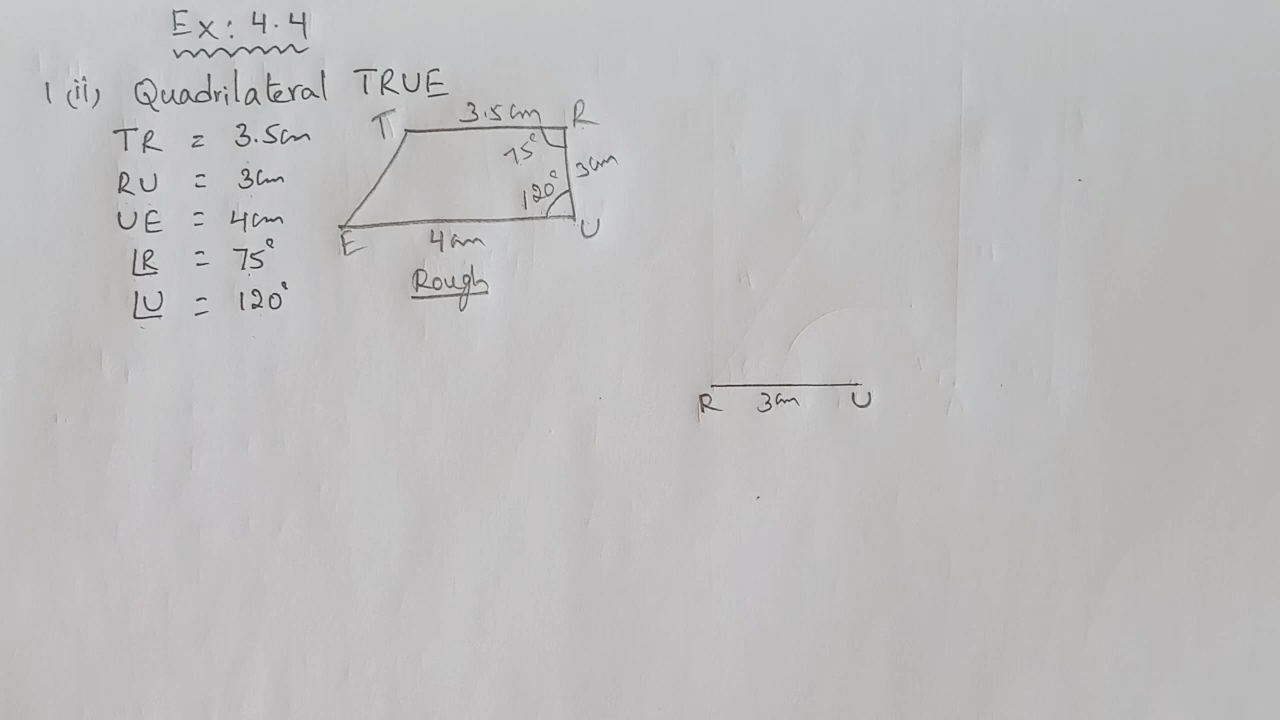 Ex: 4.4
1 (ii) Quadrilateral TRUE
TR = 3.5cm
RU = 3cm
UE = 4cm
∠R = 75°
∠U = 120°
T 3.5cm R
75°
3cm
120°
E 4cm U
Rough
R 3cm U